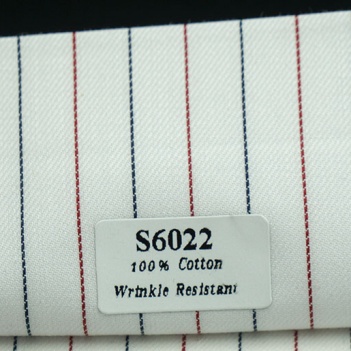 S6022
100% Cotton
Wrinkle Resistant